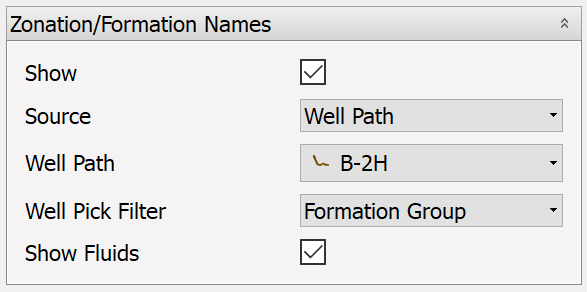 Zonation/Formation Names
Show
Source Well Path
Well Path B-2H
Well Pick Filter Formation Group
Show Fluids